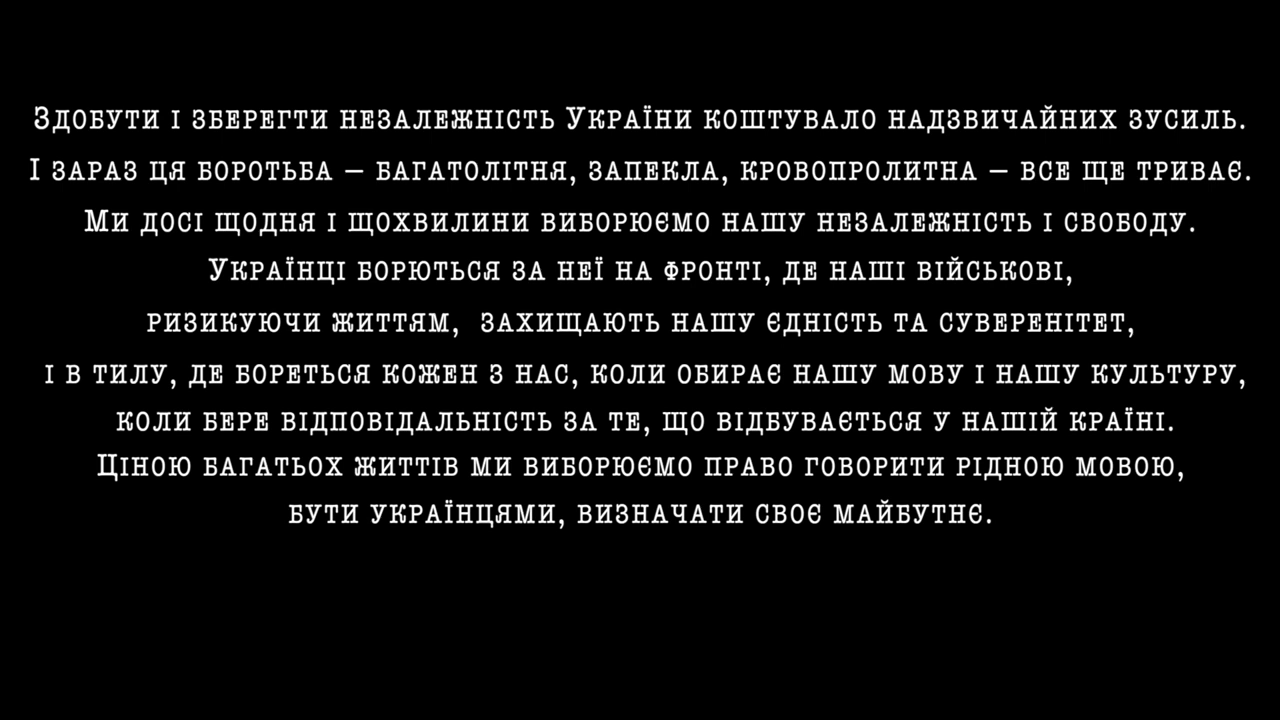 Здобути і зберегти незалежність України коштувало надзвичайних зусиль.
І зараз ця боротьба – багатолітня, запекла, кровопролитна – все ще триває.
Ми досі щодня і щохвилини виборюємо нашу незалежність і свободу.
Українці борються за неї на фронті, де наші військові,
ризикуючи життям,  захищають нашу єдність та суверенітет,
і в тилу, де бореться кожен з нас, коли обирає нашу мову і нашу культуру,
коли бере відповідальність за те, що відбувається у нашій країні.
Ціною багатьох життів ми виборюємо право говорити рідною мовою,
бути українцями, визначати своє майбутнє.